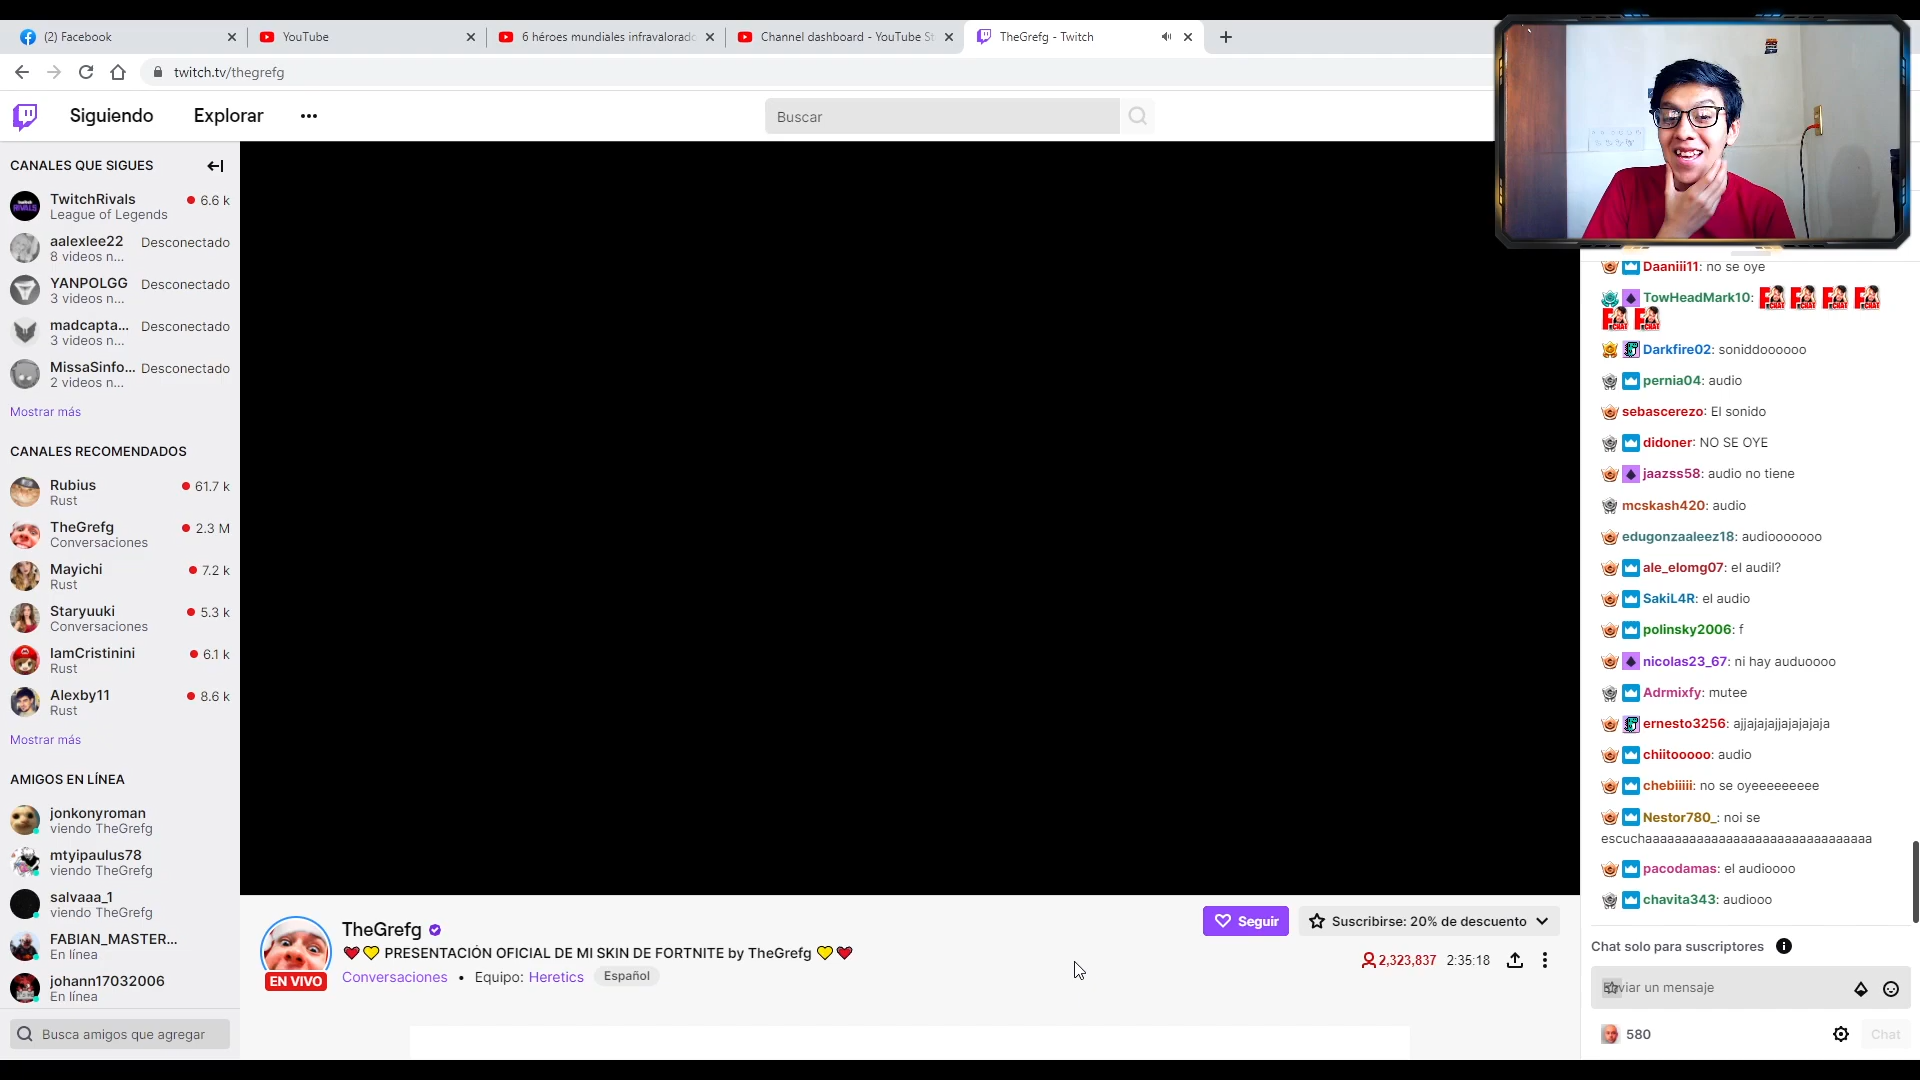 (2) Facebook
YouTube
6 héroes mundiales infravalorado
Channel dashboard - YouTube St
TheGrefg - Twitch
twitch.tv/thegrefg
Siguiendo
Explorar
Buscar
CANALES QUE SIGUES
TwitchRivals
6.6 k
League of Legends
aalexlee22
Desconectado
8 videos n...
YANPOLGG
Desconectado
3 videos n...
madcapta...
Desconectado
3 videos n...
MissaSinfo...
Desconectado
2 videos n...
Mostrar más
CANALES RECOMENDADOS
Rubius
61.7 k
Rust
TheGrefg
2.3 M
Conversaciones
Mayichi
7.2 k
Rust
Staryuuki
5.3 k
Conversaciones
IamCristinini
6.1 k
Rust
Alexby11
8.6 k
Rust
Mostrar más
AMIGOS EN LÍNEA
jonkonyroman
viendo TheGrefg
mtyipaulus78
viendo TheGrefg
salvaaa_1
viendo TheGrefg
FABIAN_MASTER...
En línea
johann17032006
En línea
Busca amigos que agregar
TheGrefg
PRESENTACIÓN OFICIAL DE MI SKIN DE FORTNITE by TheGrefg
EN VIVO
Conversaciones • Equipo: Heretics Español
Seguir
Suscribirse: 20% de descuento
2,323,837 2:35:18
Daaniii11: no se oye
TowHeadMark10:
Darkfire02: soniddoooooo
pernia04: audio
sebascerezo: El sonido
didoner: NO SE OYE
jaazss58: audio no tiene
mcskash420: audio
edugonzaaleez18: audiooooooo
ale_elomg07: el audil?
SakiL4R: el audio
polinsky2006: f
nicolas23_67: ni hay auduoooo
Adrmixfy: mutee
ernesto3256: ajjajajajjajajajaja
chiitooooo: audio
chebiiiii: no se oyeeeeeeeee
Nestor780_: noi se
escuchaaaaaaaaaaaaaaaaaaaaaaaaaaaaaaa
pacodamas: el audioooo
chavita343: audiooo
Chat solo para suscriptores
Enviar un mensaje
580
Chat